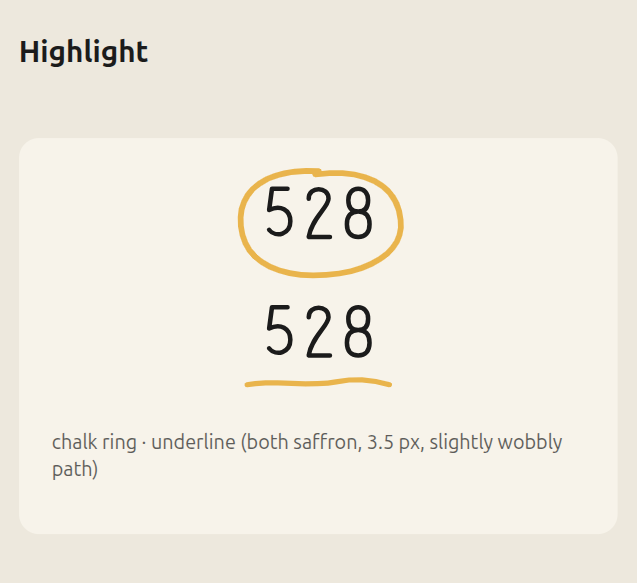 Highlight
528
528
chalk ring · underline (both saffron, 3.5 px, slightly wobbly
path)